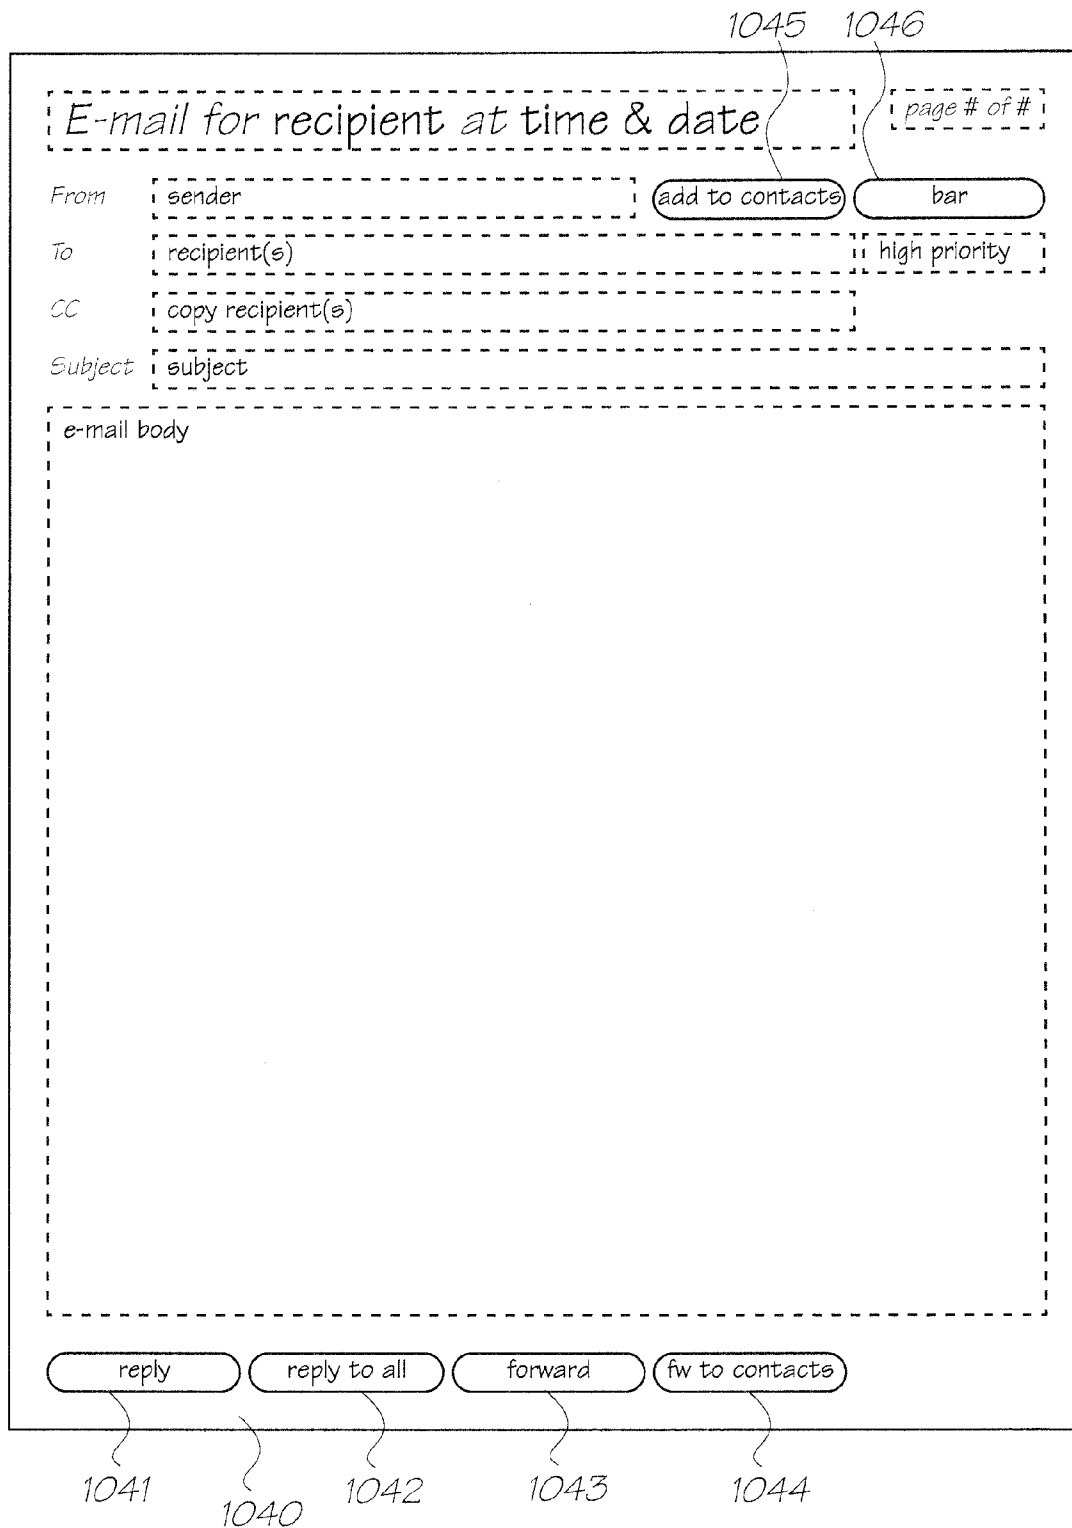 1045 1046
E-mail for recipient at time & date page # of #
From sender add to contacts bar
To recipient(s) high priority
CC copy recipient(s)
Subject subject
e-mail body
reply reply to all forward fw to contacts
1041 1040 1042 1043 1044